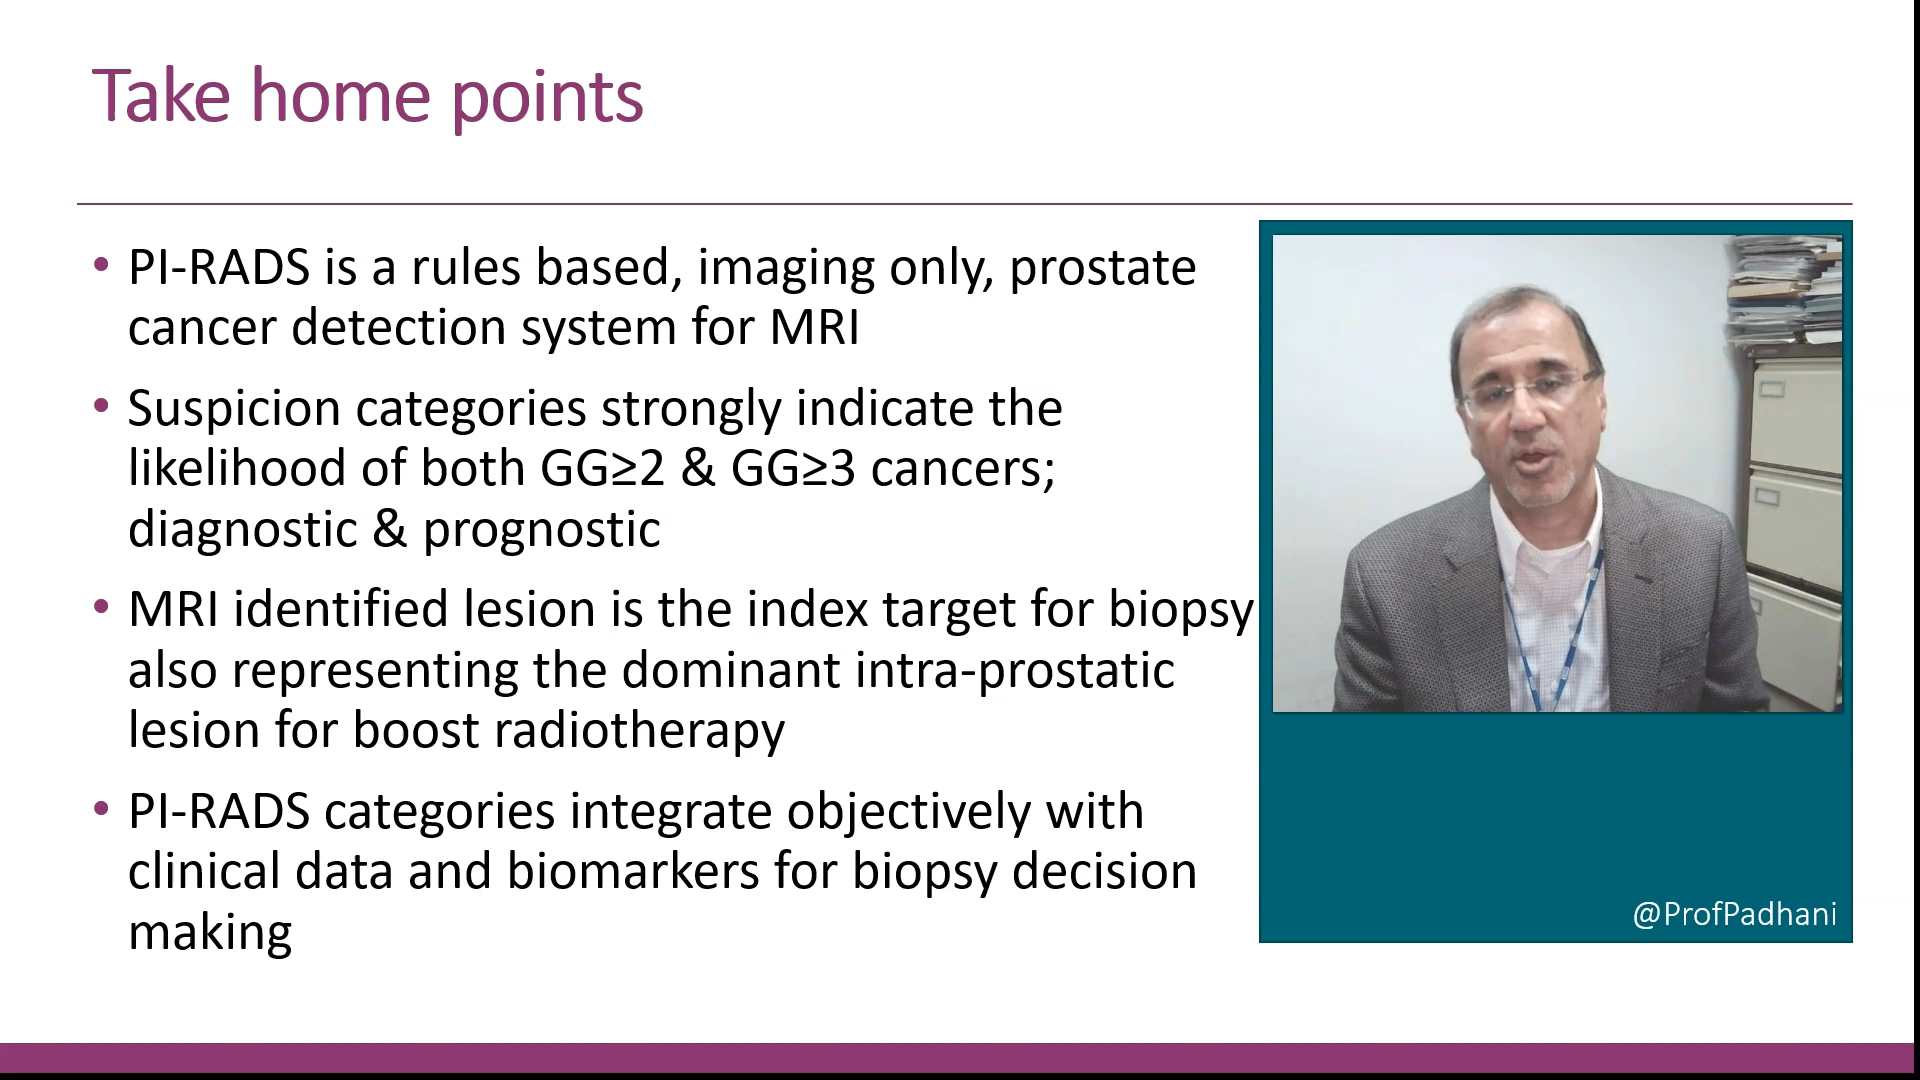 Take home points
• PI-RADS is a rules based, imaging only, prostate
cancer detection system for MRI
• Suspicion categories strongly indicate the
likelihood of both GG≥2 & GG≥3 cancers;
diagnostic & prognostic
• MRI identified lesion is the index target for biopsy
also representing the dominant intra-prostatic
lesion for boost radiotherapy
• PI-RADS categories integrate objectively with
clinical data and biomarkers for biopsy decision
making
@ProfPadhani